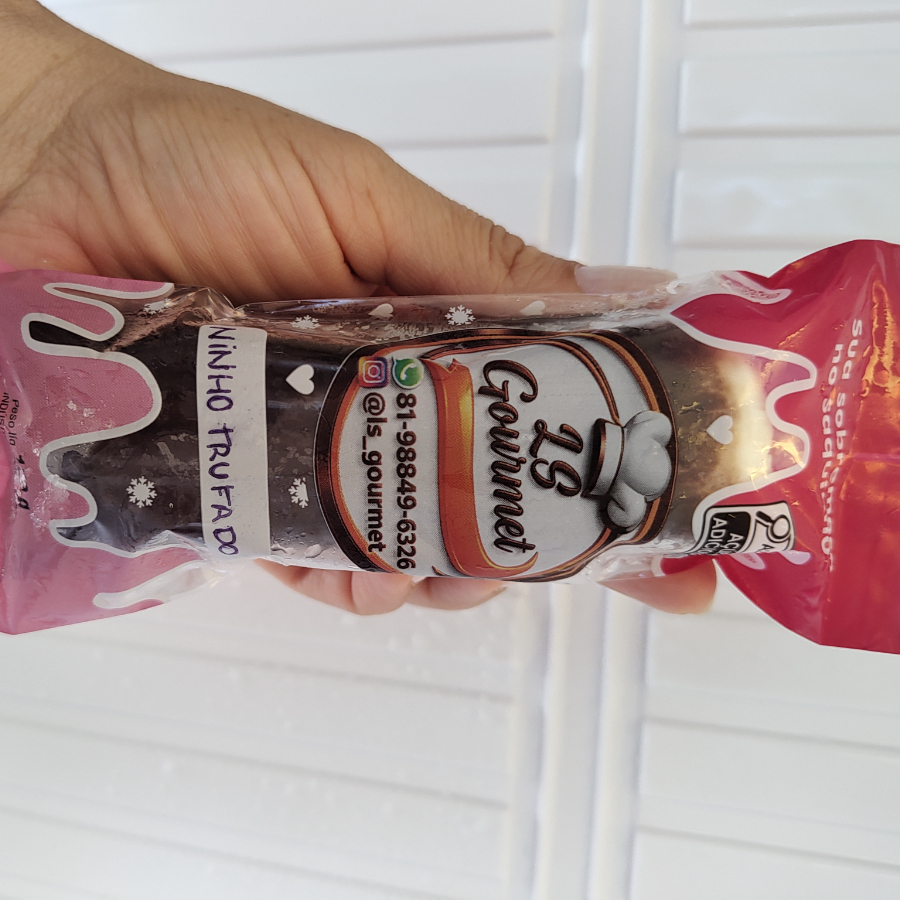 sua sobremesa
no saquinho
LS
Gourmet
81-98849-6326
@ls_gourmet
NINHO TRUFADO